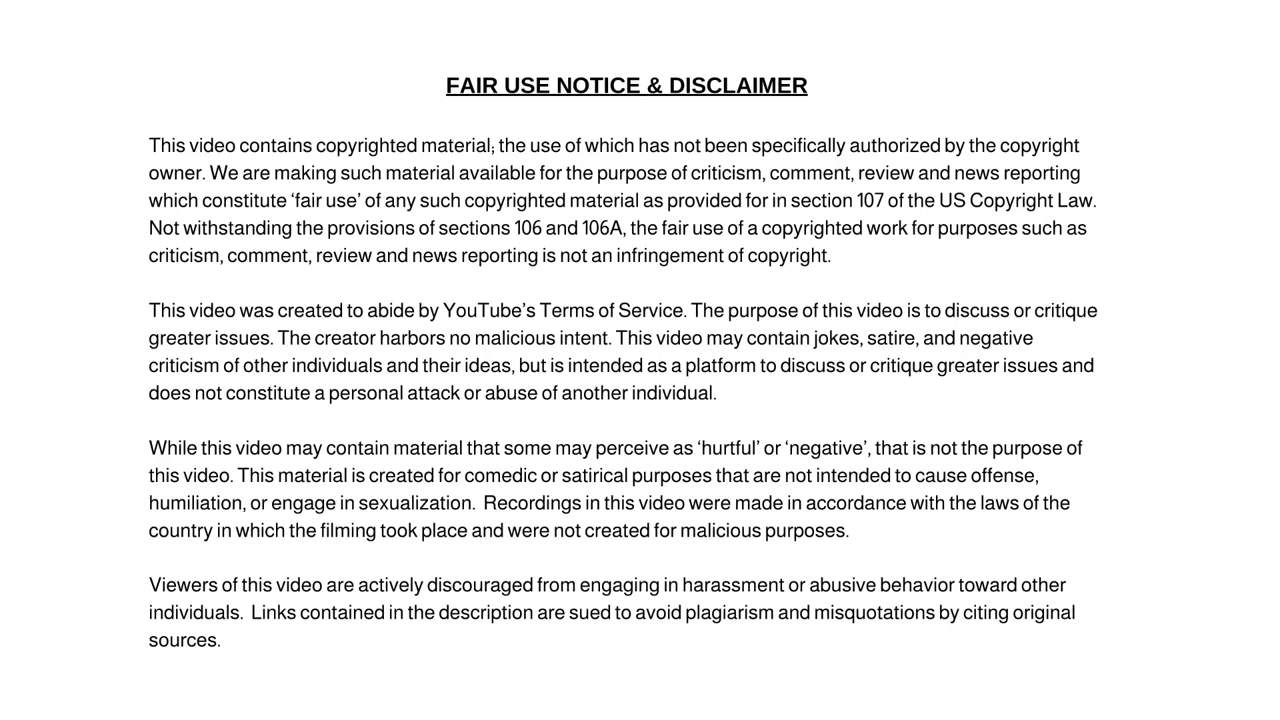 FAIR USE NOTICE & DISCLAIMER
This video contains copyrighted material; the use of which has not been specifically authorized by the copyright
owner. We are making such material available for the purpose of criticism, comment, review and news reporting
which constitute ‘fair use’ of any such copyrighted material as provided for in section 107 of the US Copyright Law.
Not withstanding the provisions of sections 106 and 106A, the fair use of a copyrighted work for purposes such as
criticism, comment, review and news reporting is not an infringement of copyright.
This video was created to abide by YouTube’s Terms of Service. The purpose of this video is to discuss or critique
greater issues. The creator harbors no malicious intent. This video may contain jokes, satire, and negative
criticism of other individuals and their ideas, but is intended as a platform to discuss or critique greater issues and
does not constitute a personal attack or abuse of another individual.
While this video may contain material that some may perceive as ‘hurtful’ or ‘negative’, that is not the purpose of
this video. This material is created for comedic or satirical purposes that are not intended to cause offense,
humiliation, or engage in sexualization.  Recordings in this video were made in accordance with the laws of the
country in which the filming took place and were not created for malicious purposes.
Viewers of this video are actively discouraged from engaging in harassment or abusive behavior toward other
individuals.  Links contained in the description are sued to avoid plagiarism and misquotations by citing original
sources.